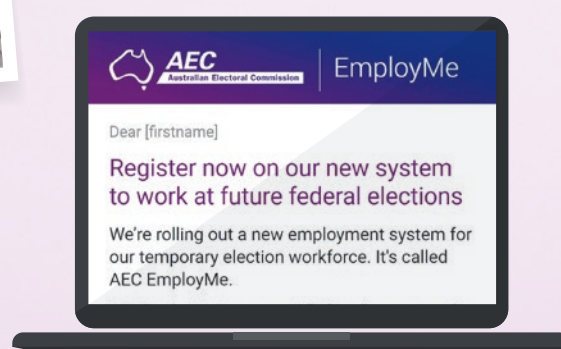 AEC
Australian Electoral Commission
EmployMe
Dear [firstname]
Register now on our new system
to work at future federal elections
We're rolling out a new employment system for
our temporary election workforce. It's called
AEC EmployMe.